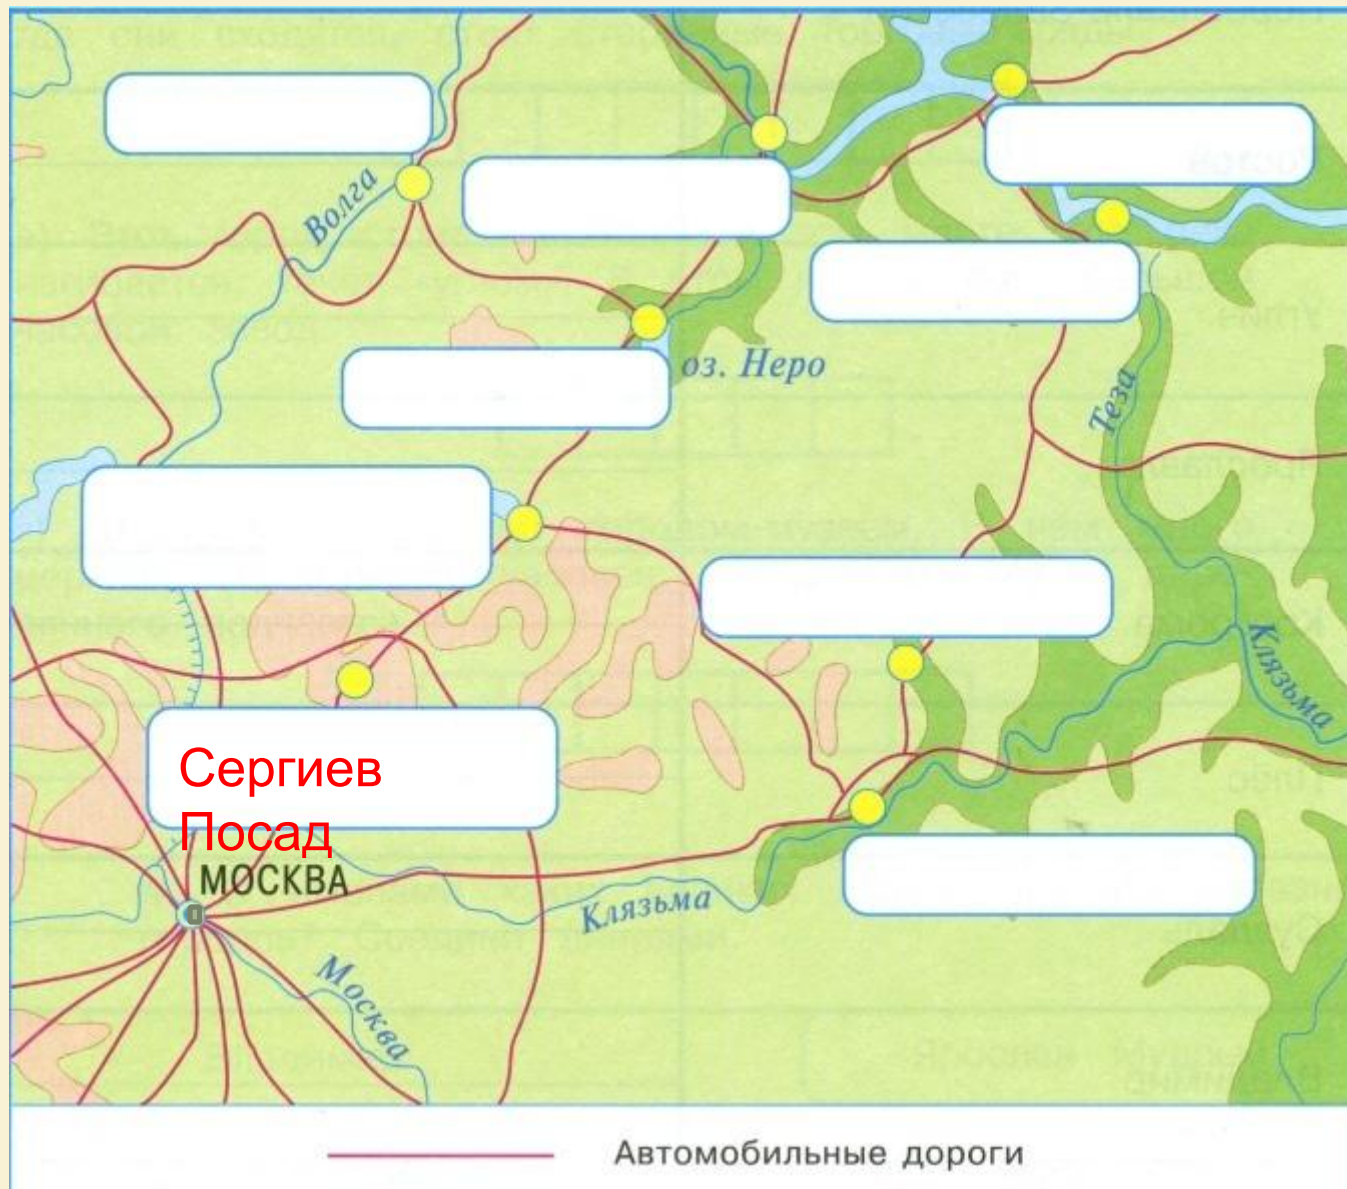 Волга
оз. Неро
Теза
Клязьма
Сергиев
Посад
МОСКВА
Клязьма
Москва
Автомобильные дороги